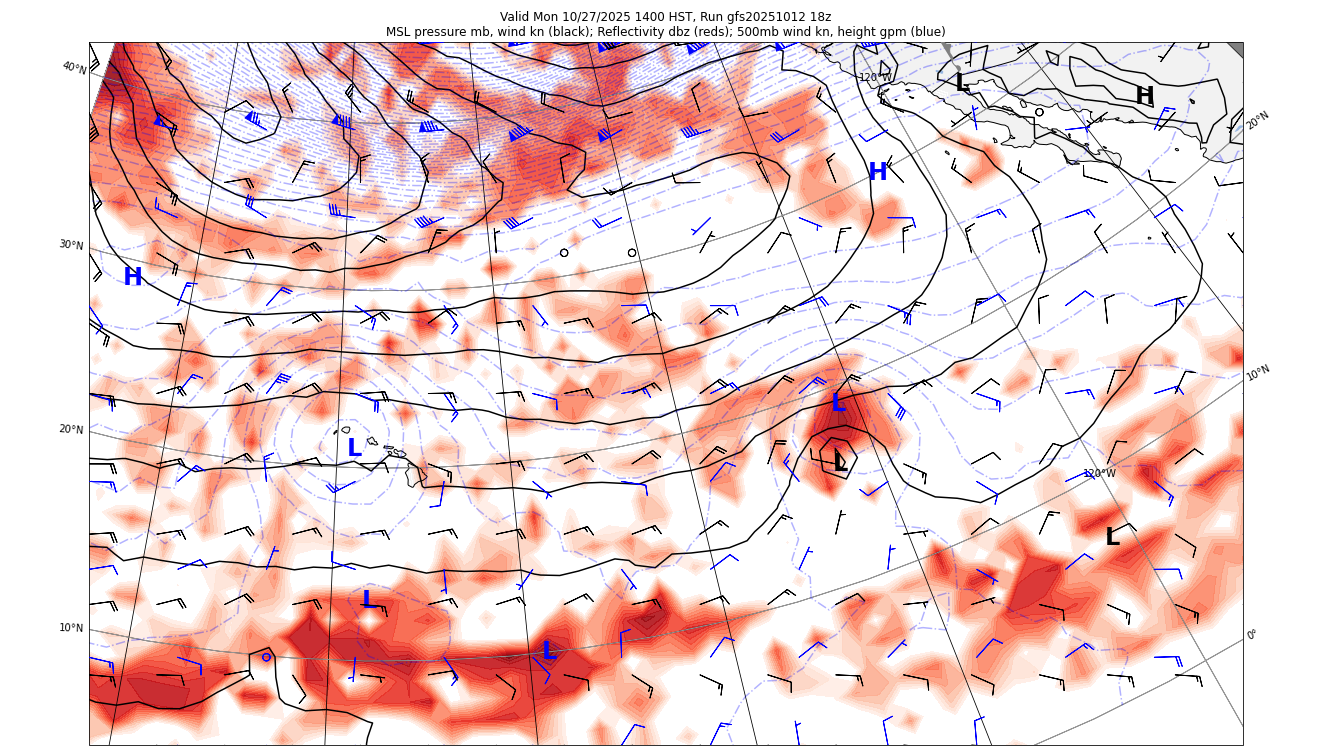 Valid Mon 10/27/2025 1400 HST, Run gfs20251012 18z
MSL pressure mb, wind kn (black); Reflectivity dbz (reds); 500mb wind kn, height gpm (blue)
40°N
120°W
L
H
20°N
H
30°N
H
10°N
L
20°N
L
L
120°W
L
L
10°N
0°
L